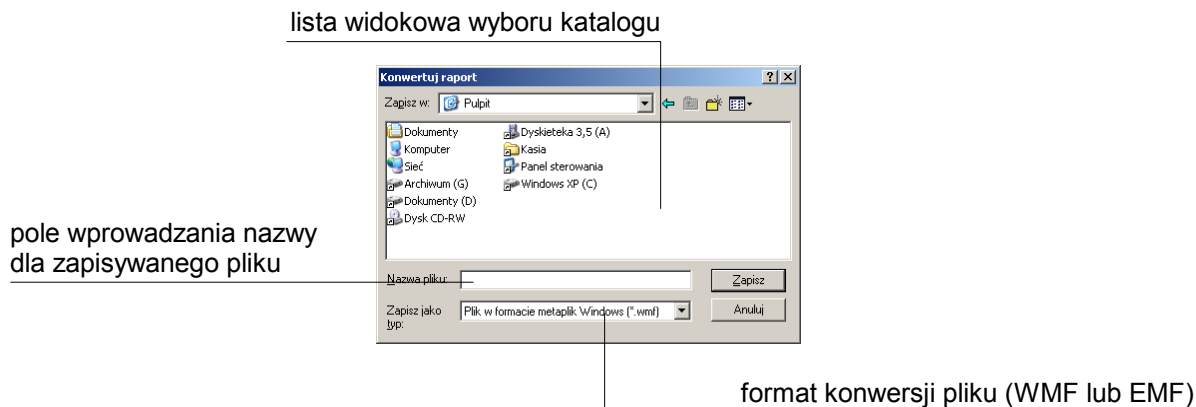 lista widokowa wyboru katalogu
Konwertuj raport
Zapisz w: Pulpit
Dokumenty Dyskieteka 3,5 (A)
Komputer Kasia
Sieć Panel sterowania
Archiwum (G) Windows XP (C)
Dokumenty (D)
Dysk CD-RW
pole wprowadzania nazwy
dla zapisywanego pliku
Nazwa pliku: Zapisz
Zapisz jako typ: Plik w formacie metaplik Windows (*.wmf) Anuluj
format konwersji pliku (WMF lub EMF)